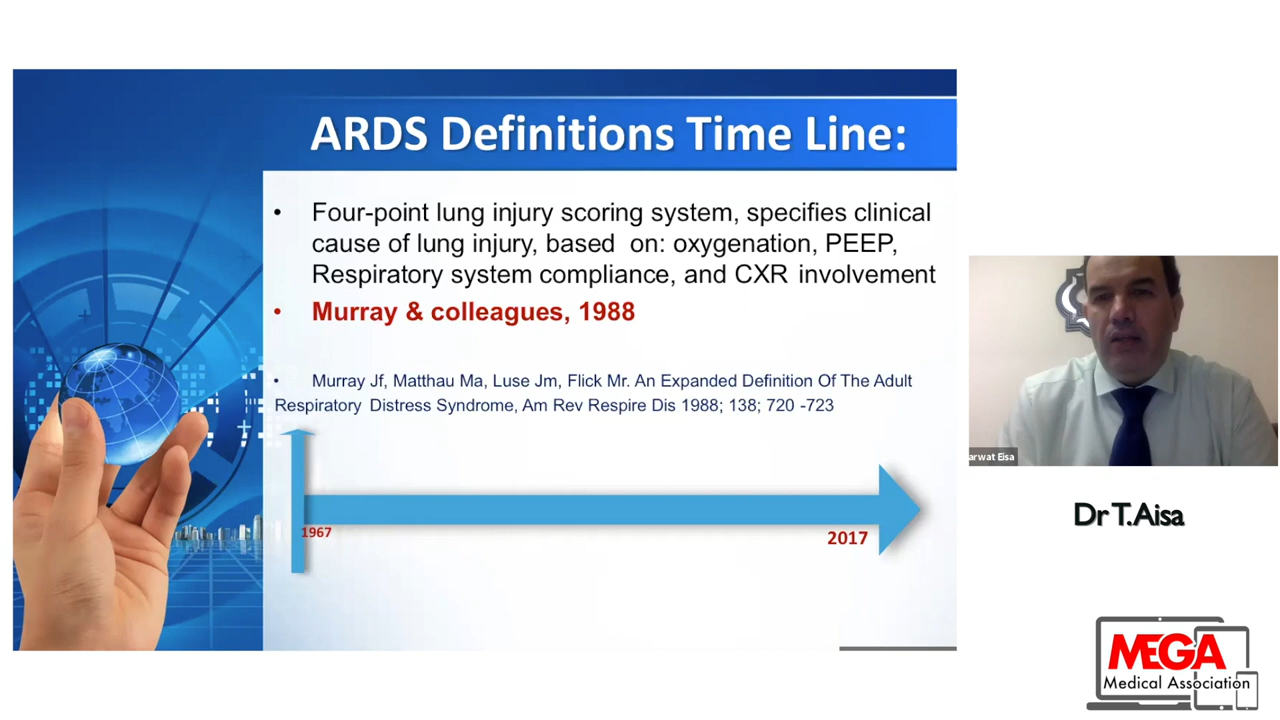 ARDS Definitions Time Line:
• Four-point lung injury scoring system, specifies clinical
cause of lung injury, based on: oxygenation, PEEP,
Respiratory system compliance, and CXR involvement
• Murray & colleagues, 1988
• Murray Jf, Matthau Ma, Luse Jm, Flick Mr. An Expanded Definition Of The Adult
Respiratory Distress Syndrome, Am Rev Respire Dis 1988; 138; 720 -723
1967
2017
arwat Eisa
Dr T.Aisa
MEGA
Medical Association